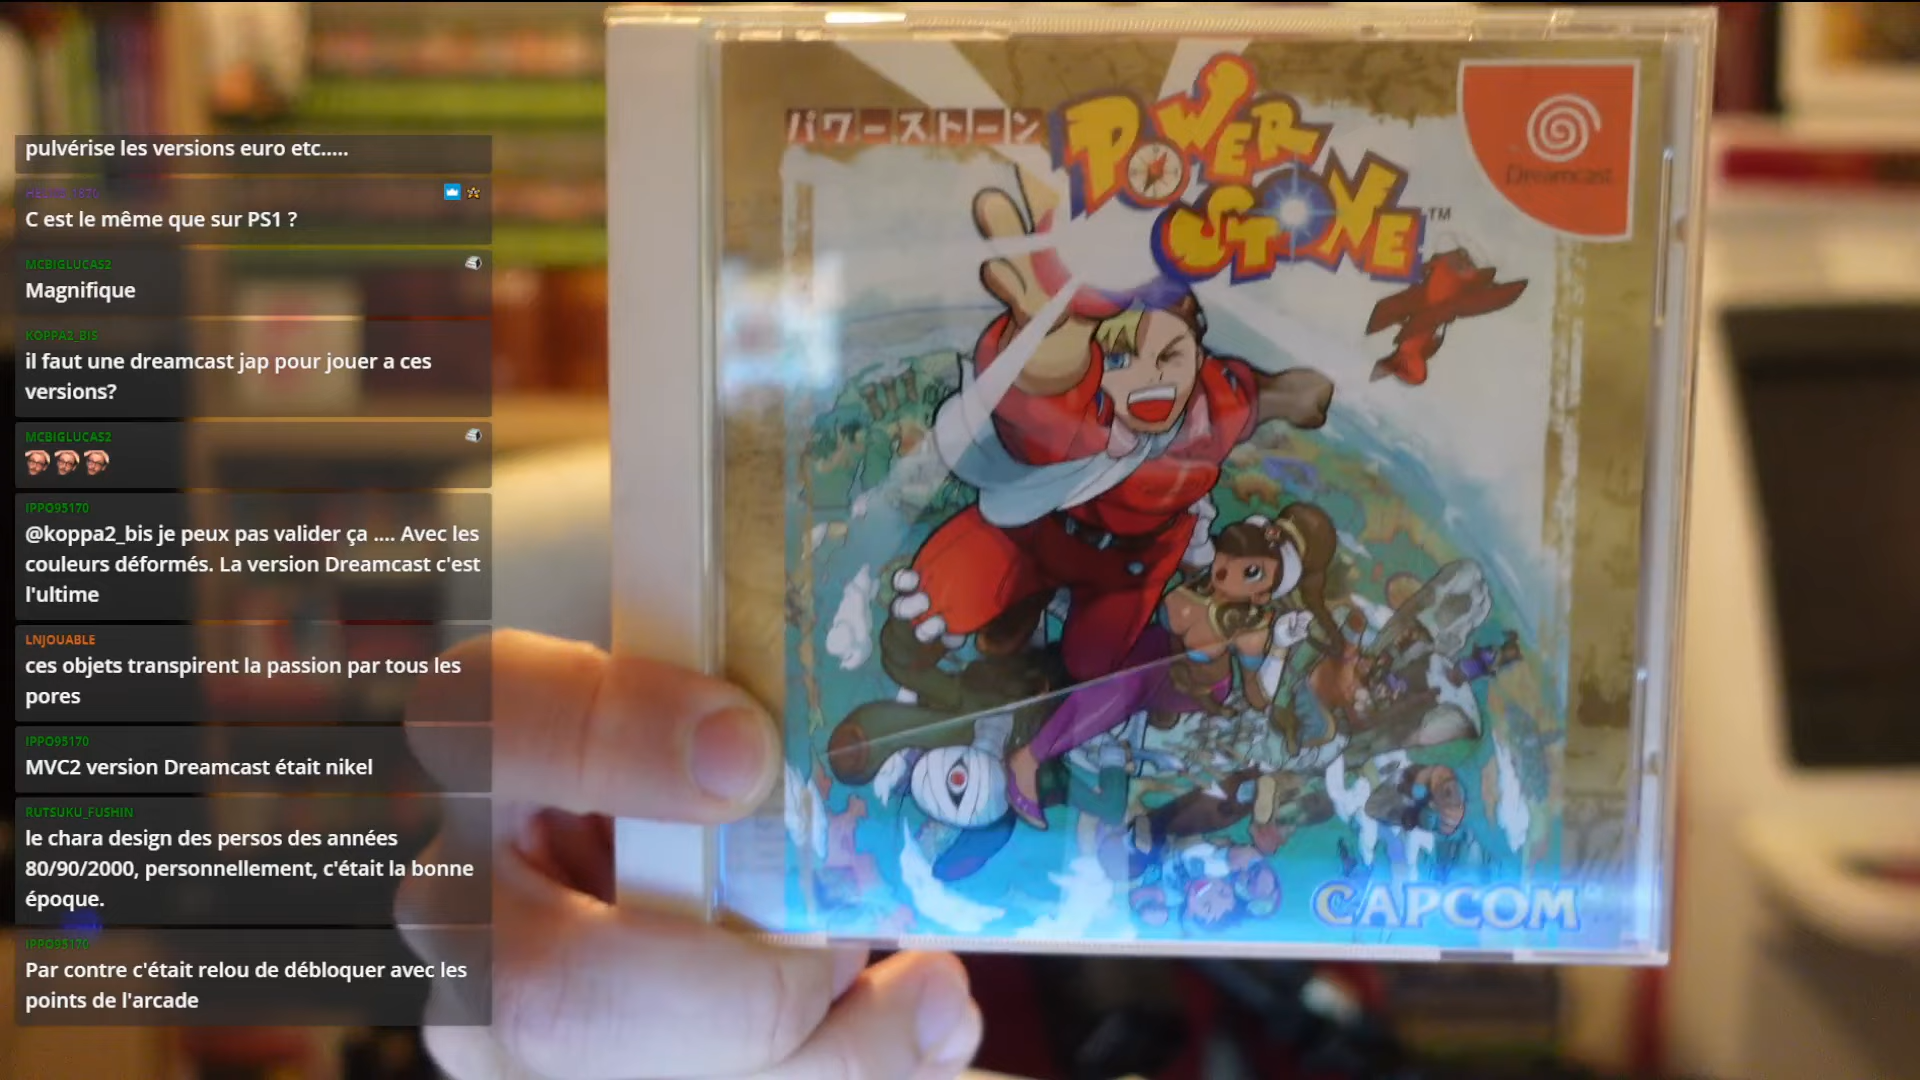 pulvérise les versions euro etc.....
C est le même que sur PS1 ?
MCBIGLUCAS2
Magnifique
KOPPA2_BIS
il faut une dreamcast jap pour jouer a ces
versions?
MCBIGLUCAS2
IPPO95170
@koppa2_bis je peux pas valider ça .... Avec les
couleurs déformés. La version Dreamcast c'est
l'ultime
LNJOUABLE
ces objets transpirent la passion par tous les
pores
IPPO95170
MVC2 version Dreamcast était nikel
RUTSUKU_FUSHIN
le chara design des persos des années
80/90/2000, personnellement, c'était la bonne
époque.
IPPO95170
Par contre c'était relou de débloquer avec les
points de l'arcade
パワーストーン
POWER
STONE™
Dreamcast
CAPCOM